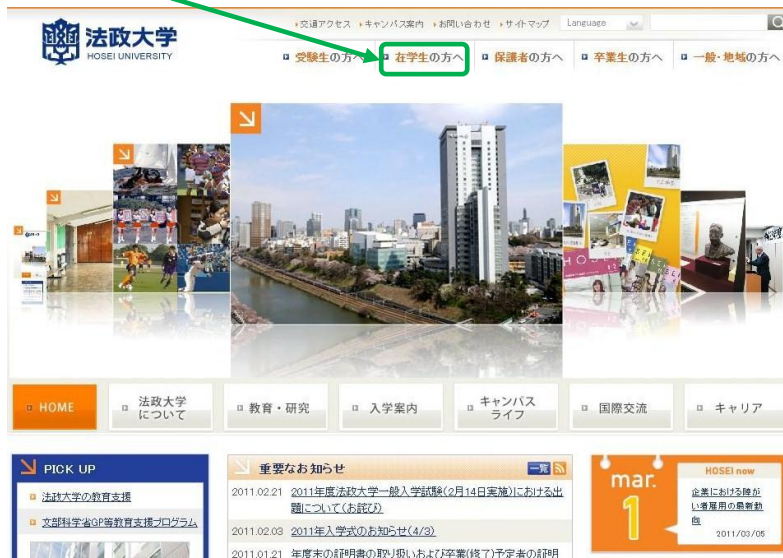 交通アクセス キャンパス案内 お問い合わせ サイトマップ Language
法政大学
HOSEI UNIVERSITY
受験生の方へ 在学生の方へ 保護者の方へ 卒業生の方へ 一般・地域の方へ
HOME
法政大学
について
教育・研究
入学案内
キャンパス
ライフ
国際交流
キャリア
PICK UP
法政大学の教育支援
文部科学省GP等教育支援プログラム
重要なお知らせ 一覧
2011.02.21 2011年度法政大学一般入学試験(2月14日実施)における出
題について(お詫び)
2011.02.03 2011年入学式のお知らせ(4/3)
2011.01.21 年度末の証明書の取り扱いおよび卒業(修了)予定者の証明
mar.
1
HOSEI now
企業における障が
い者雇用の最新動
向
2011/03/05